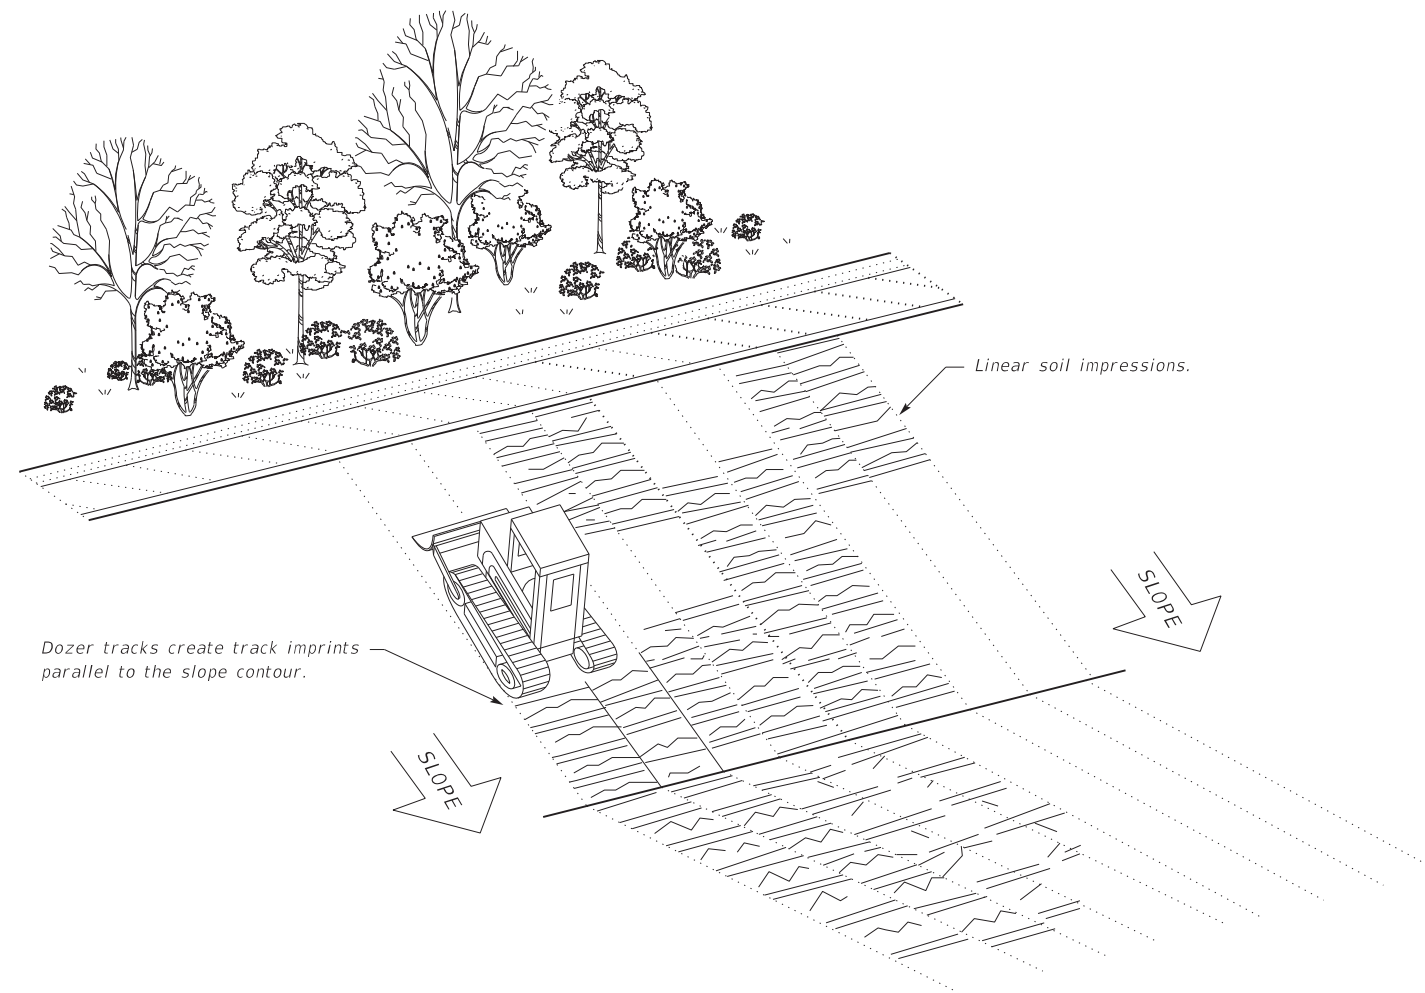 Linear soil impressions.
SLOPE
Dozer tracks create track imprints
parallel to the slope contour.
SLOPE